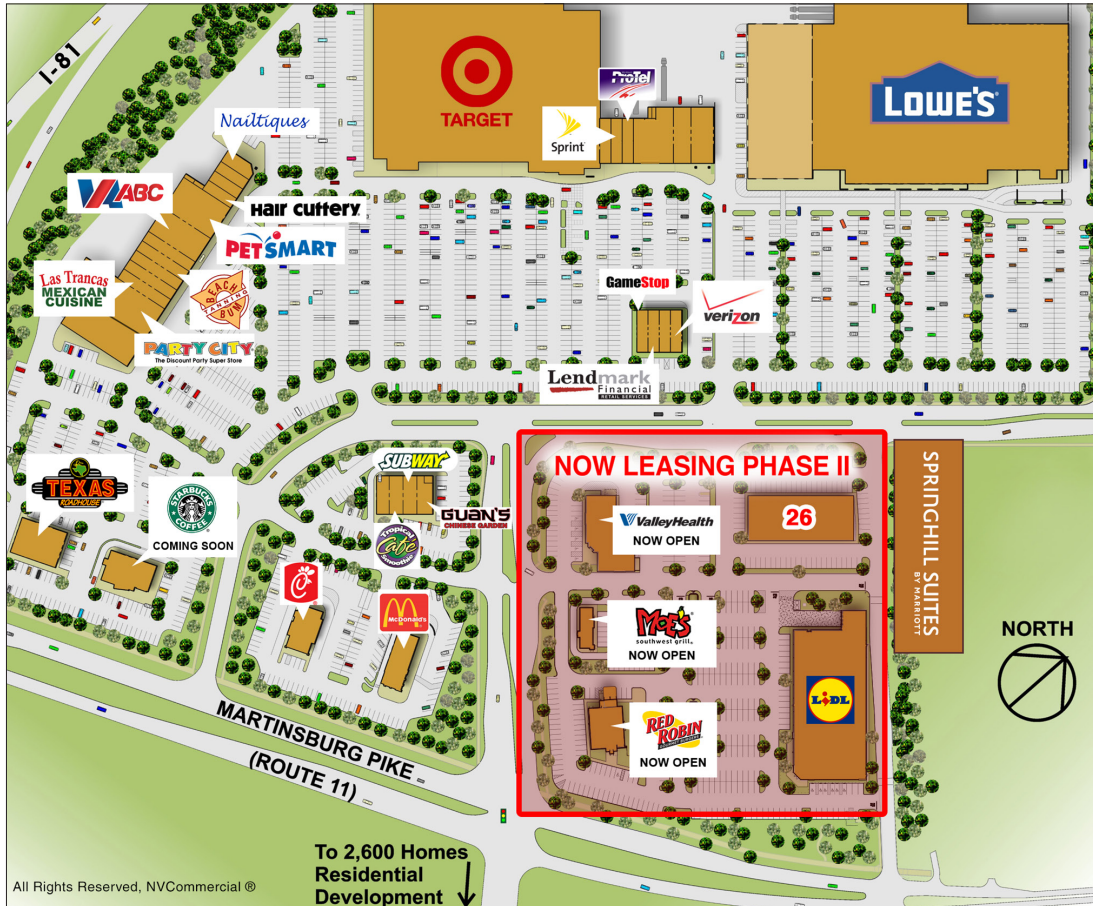 I-81
TARGET
ProTel
Sprint
LOWE'S
Nailtiques
VA ABC
Hair Cuttery
PETSMART
Las Trancas
MEXICAN
CUISINE
BEACH
TANNING
BUM
PARTY CITY
The Discount Party Super Store
GameStop
verizon
Lendmark
Financial
RETAIL SERVICES
TEXAS
ROADHOUSE
STARBUCKS
COFFEE
COMING SOON
SUBWAY
GUAN'S
CHINESE GARDEN
Tropical
Smoothie
Cafe
McDonald's
NOW LEASING PHASE II
ValleyHealth
NOW OPEN
26
MOE'S
southwest grill
NOW OPEN
RED
ROBIN
GOURMET BURGERS
NOW OPEN
LIDL
SPRINGHILL SUITES
BY MARRIOTT
NORTH
MARTINSBURG PIKE
(ROUTE 11)
To 2,600 Homes
Residential
Development
All Rights Reserved, NVCommercial ®